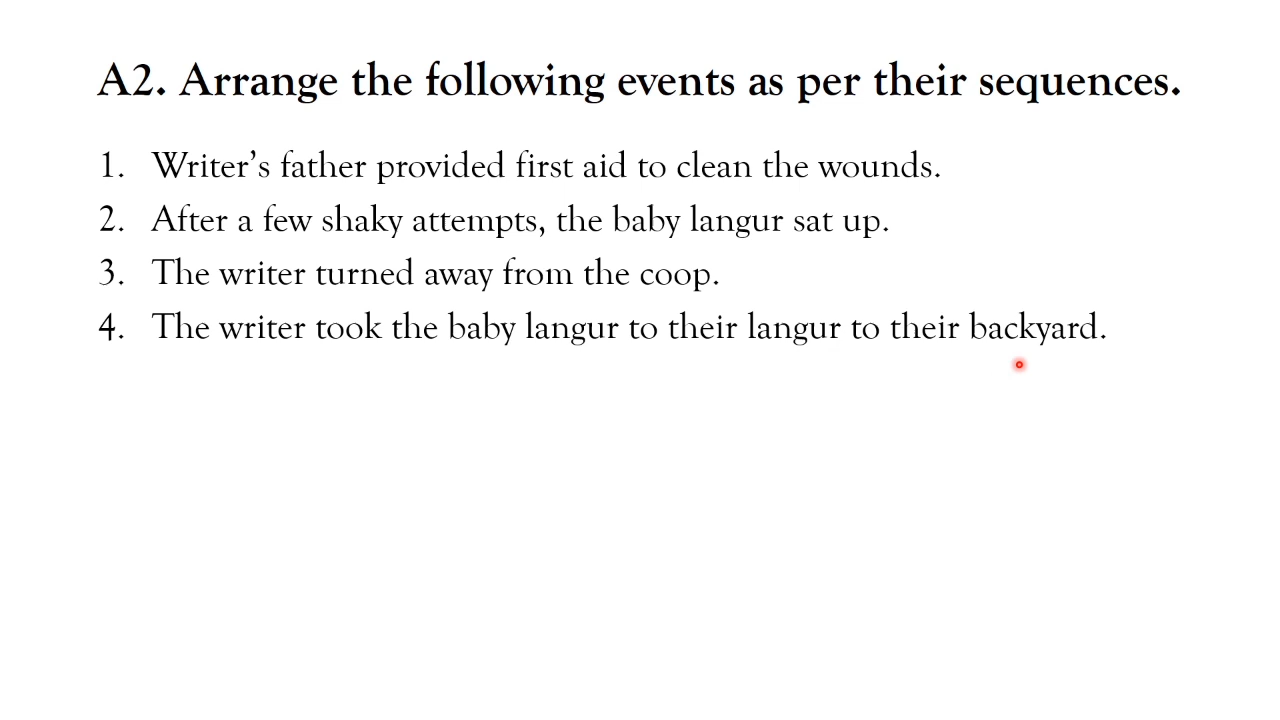 A2. Arrange the following events as per their sequences.
1. Writer’s father provided first aid to clean the wounds.
2. After a few shaky attempts, the baby langur sat up.
3. The writer turned away from the coop.
4. The writer took the baby langur to their langur to their backyard.